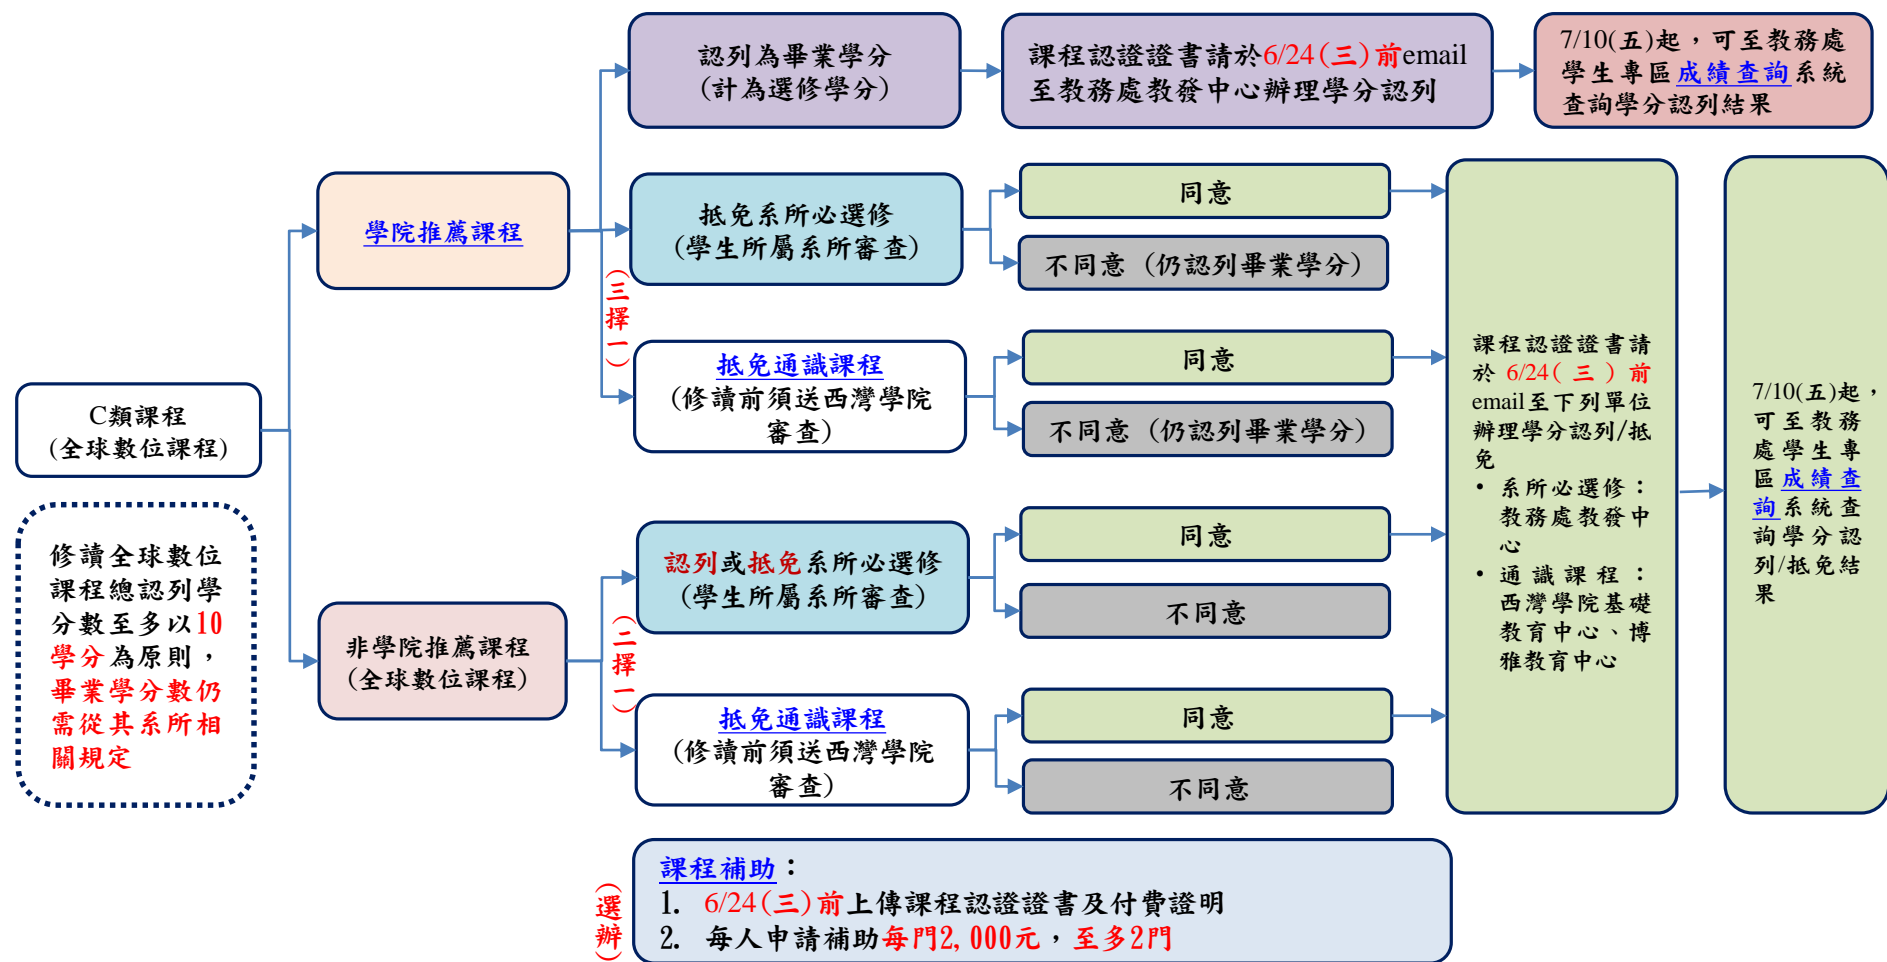 認列為畢業學分
(計為選修學分)
課程認證證書請於6/24(三)前email
至教務處教發中心辦理學分認列
7/10(五)起，可至教務處
學生專區成績查詢系統
查詢學分認列結果
學院推薦課程
(三擇一)
抵免系所必選修
(學生所屬系所審查)
同意
不同意 (仍認列畢業學分)
抵免通識課程
(修讀前須送西灣學院
審查)
同意
不同意 (仍認列畢業學分)
C類課程
(全球數位課程)
修讀全球數位
課程總認列學
分數至多以10
學分為原則，
畢業學分數仍
需從其系所相
關規定
非學院推薦課程
(全球數位課程)
(二擇一)
認列或抵免系所必選修
(學生所屬系所審查)
同意
不同意
抵免通識課程
(修讀前須送西灣學院
審查)
同意
不同意
課程認證證書請
於6/24(三)前
email至下列單位
辦理學分認列/抵
免
• 系所必選修：
教務處教發中
心
• 通識課程：
西灣學院基礎
教育中心、博
雅教育中心
7/10(五)起，
可至教務
處學生專
區成績查
詢系統查
詢學分認
列/抵免結
果
(選辦)
課程補助：
1. 6/24(三)前上傳課程認證證書及付費證明
2. 每人申請補助每門2,000元，至多2門